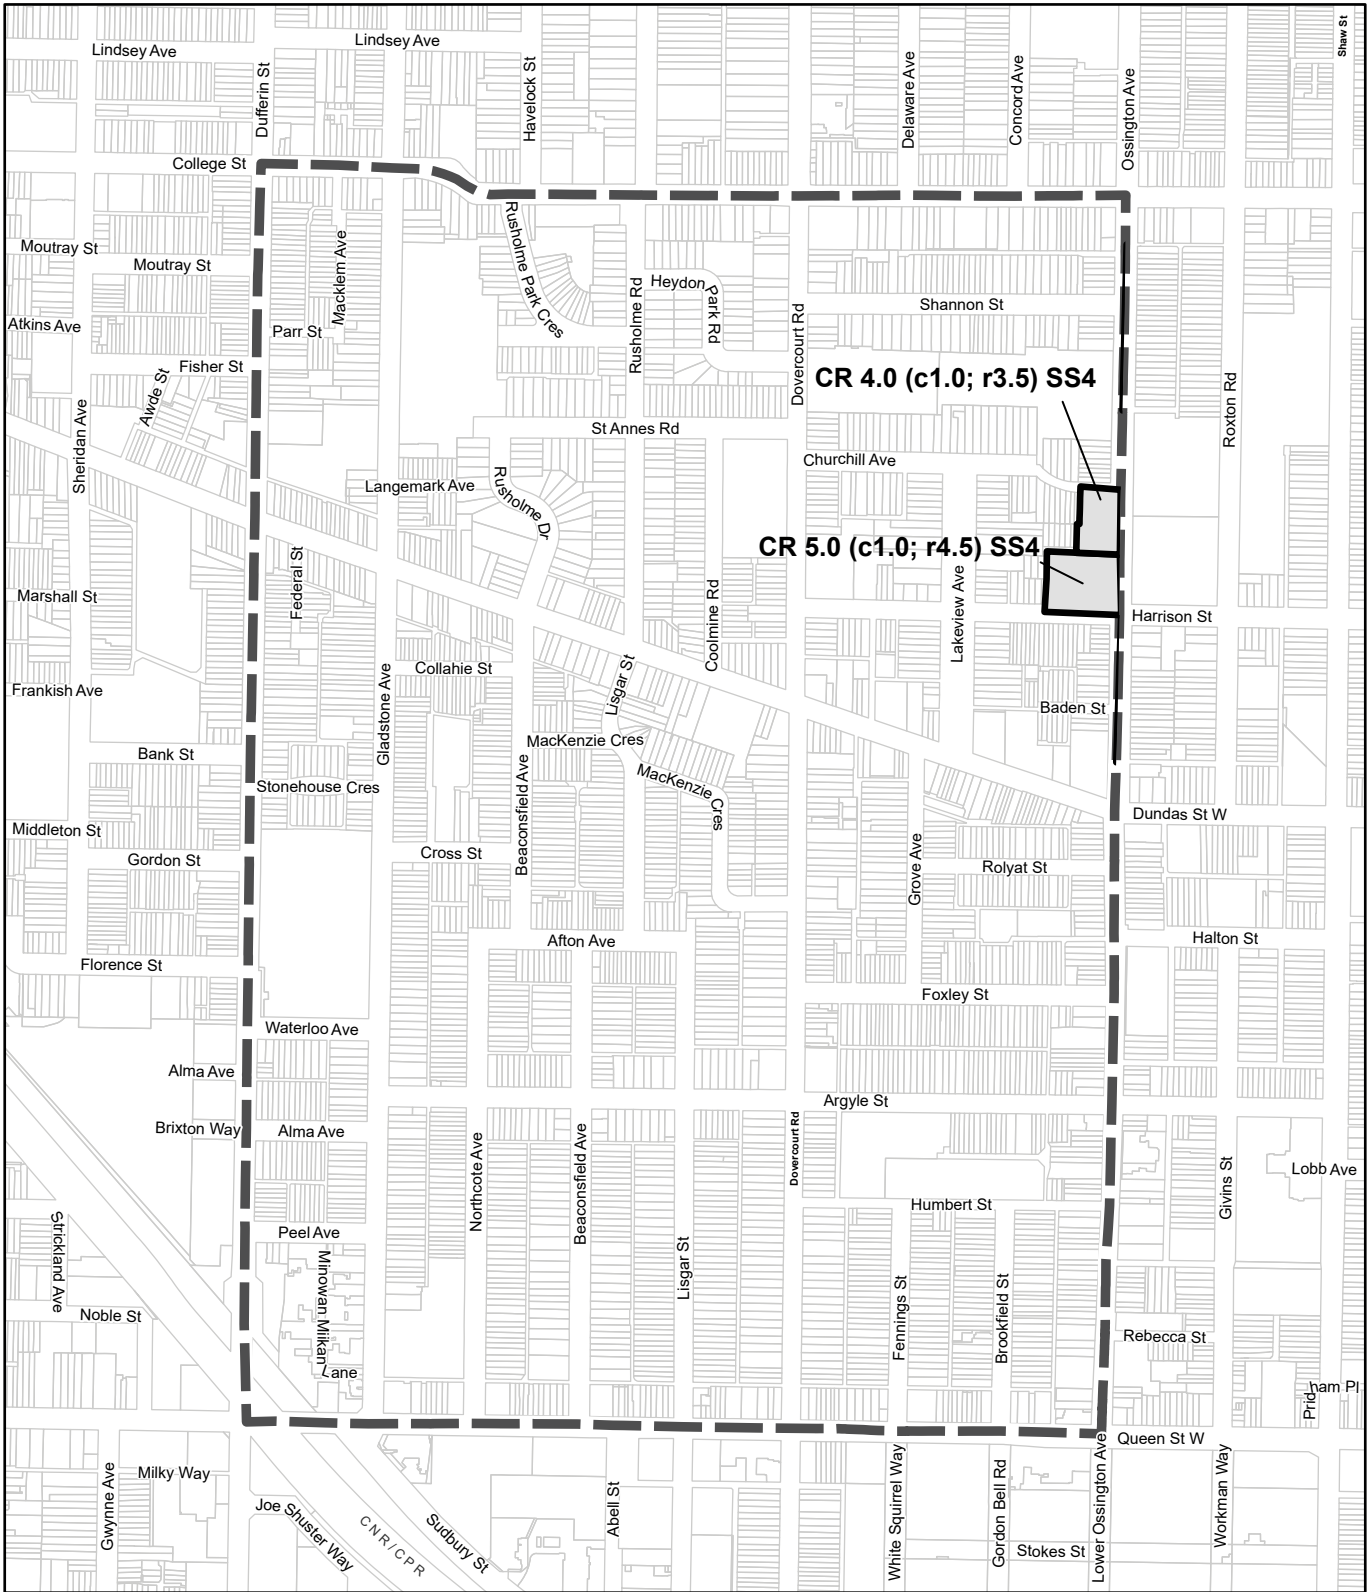 Lindsey Ave
Lindsey Ave
Shaw St
Dufferin St
Havelock St
Delaware Ave
Concord Ave
Ossington Ave
College St
Rusholme Park Cres
Moutray St
Moutray St
Macklem Ave
Heydon Park Rd
Rusholme Rd
Shannon St
Dovercourt Rd
Atkins Ave
Parr St
Fisher St
Awde St
CR 4.0 (c1.0; r3.5) SS4
Roxton Rd
Sheridan Ave
St Annes Rd
Churchill Ave
Langemark Ave
Rusholme Dr
CR 5.0 (c1.0; r4.5) SS4
Federal St
Marshall St
Coolmine Rd
Lakeview Ave
Harrison St
Collahie St
Lisgar St
Frankish Ave
Gladstone Ave
Baden St
Bank St
MacKenzie Cres
MacKenzie Cres
Stonehouse Cres
Beaconsfield Ave
Dundas St W
Middleton St
Gordon St
Cross St
Grove Ave
Rolyat St
Afton Ave
Halton St
Florence St
Foxley St
Waterloo Ave
Alma Ave
Argyle St
Brixton Way
Alma Ave
Northcote Ave
Beaconsfield Ave
Dovercourt Rd
Givins St
Lobb Ave
Humbert St
Strickland Ave
Peel Ave
Minowan Miikan
Lane
Lisgar St
Fennings St
Brookfield St
Noble St
Rebecca St
Prid
ham Pl
Queen St W
Gwynne Ave
Milky Way
Joe Shuster Way
CNR/CPR
Sudbury St
Abell St
White Squirrel Way
Gordon Bell Rd
Stokes St
Lower Ossington Ave
Workman Way